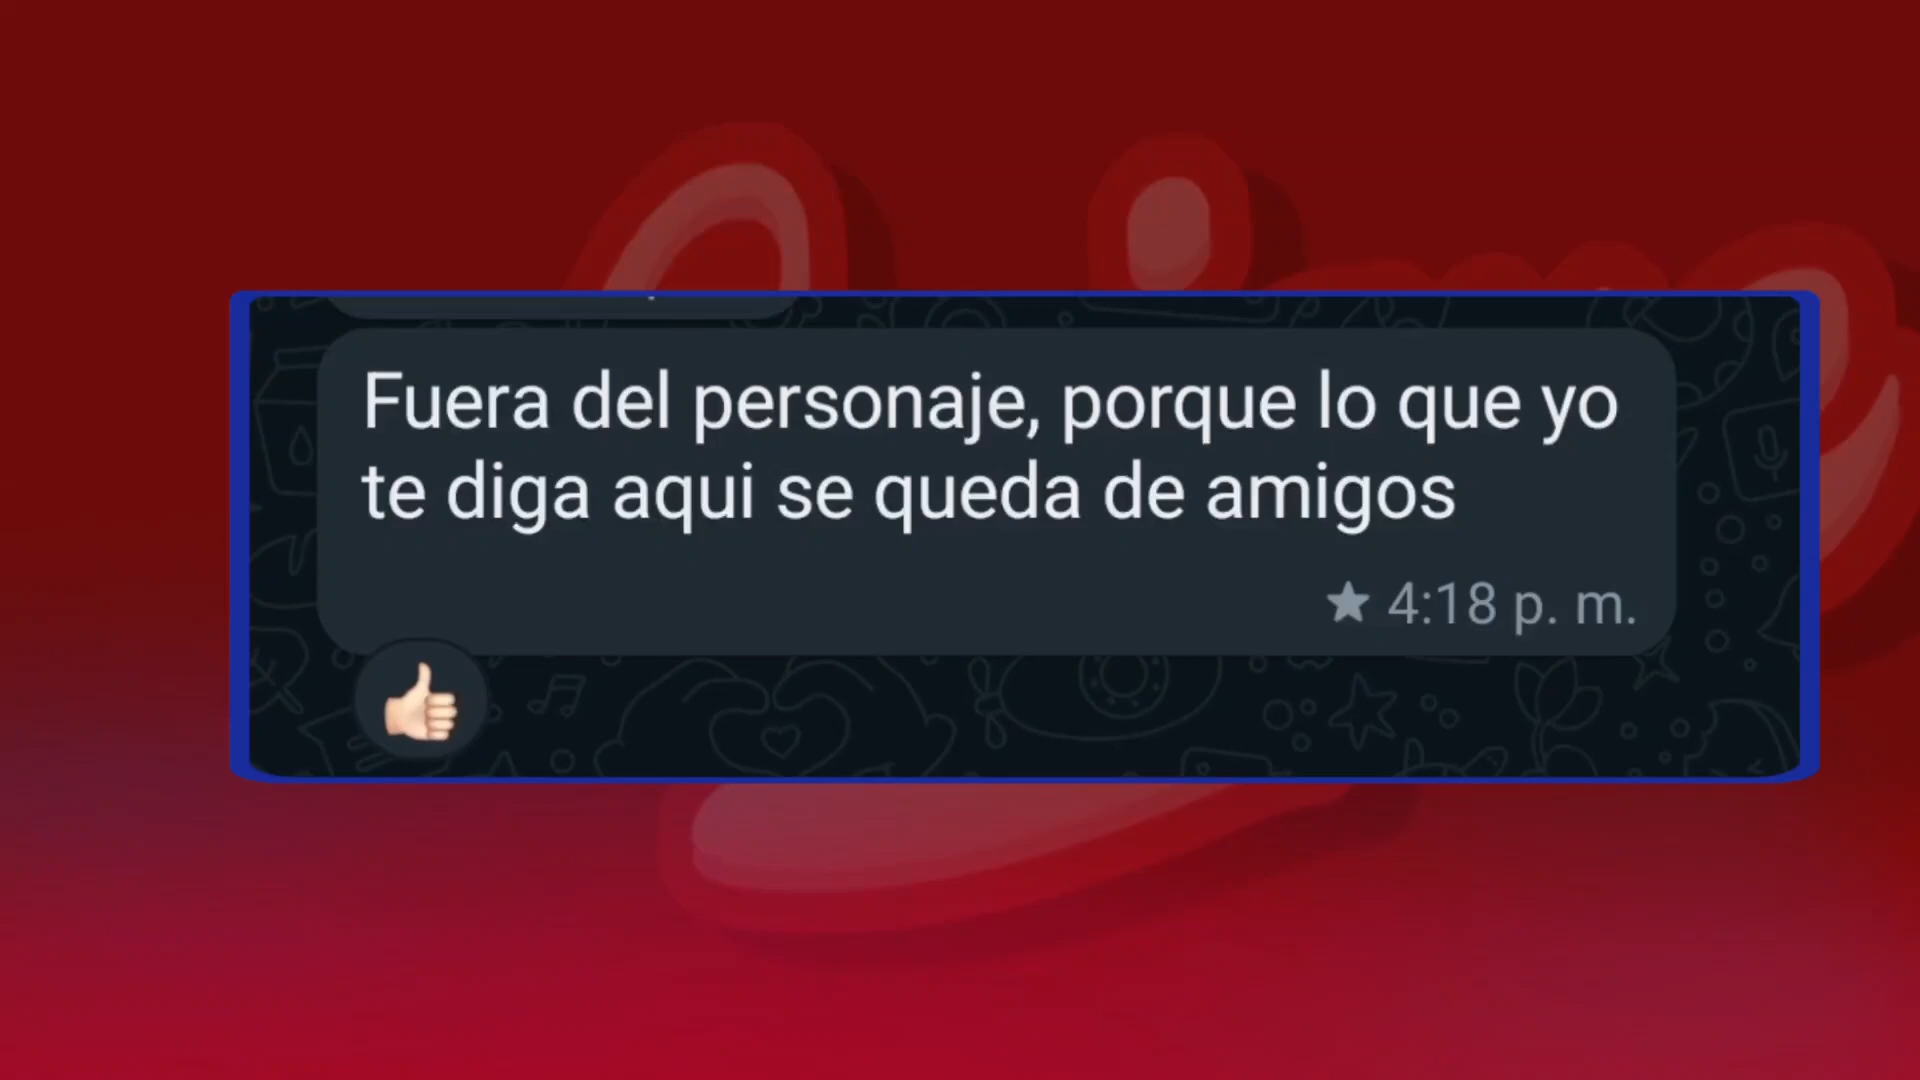 Fuera del personaje, porque lo que yo
te diga aqui se queda de amigos
4:18 p. m.